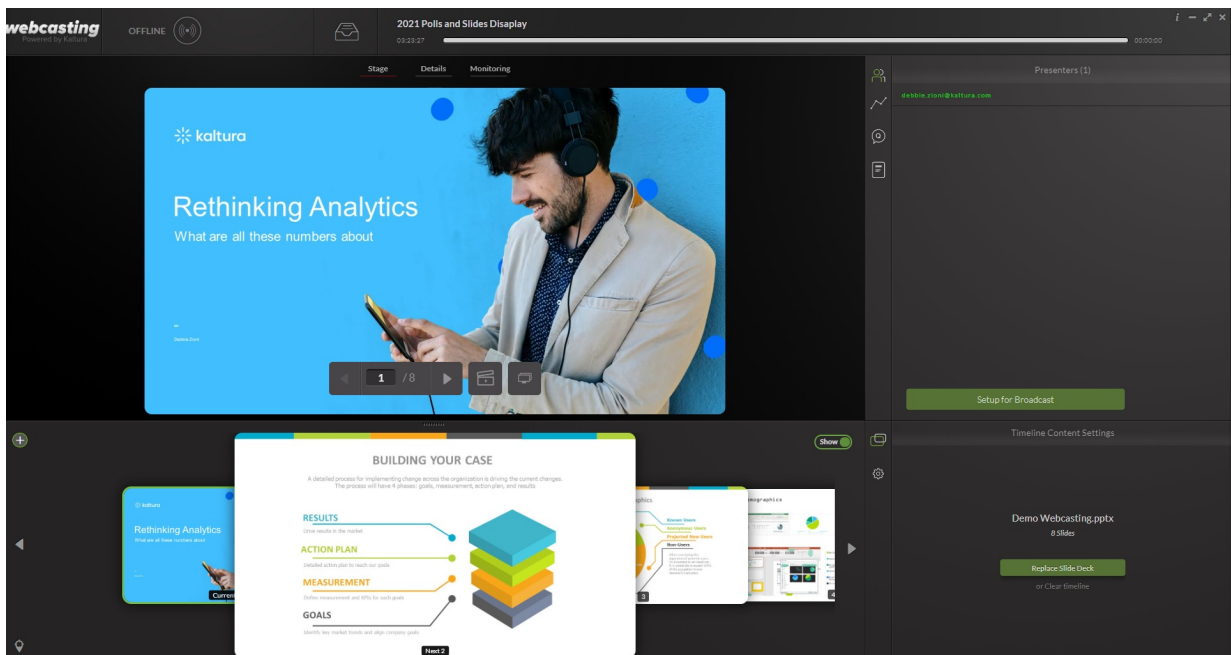 webcasting
Powered by Kaltura
OFFLINE
2021 Polls and Slides Disaplay
03:23:27
00:00:00
i
Stage Details Monitoring
Presenters (1)
debbie.zioni@kaltura.com
kaltura
Rethinking Analytics
What are all these numbers about
Debbie Zioni
1 /8
Setup for Broadcast
Timeline Content Settings
Show
BUILDING YOUR CASE
A detailed process for implementing change across the organization is driving the current changes.
The process will have 4 phases; goals, measurement, action plan, and results
RESULTS
Drive results in the market
ACTION PLAN
Detailed action plan to reach our goals
MEASUREMENT
Define measurement and KPIs for each goals
GOALS
Identify key market trends and align company goals
Next 2
kaltura
Rethinking Analytics
What are all these numbers about
Current
Known Users
Anonymous Users
Projected New Users
Non-Users
3
4
Demo Webcasting.pptx
8 Slides
Replace Slide Deck
or Clear timeline